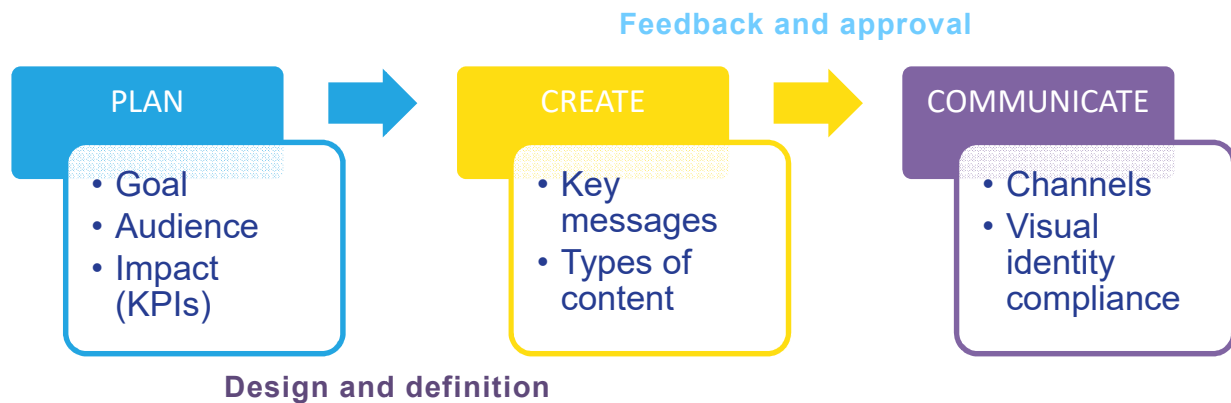 Feedback and approval
PLAN
• Goal
• Audience
• Impact
(KPIs)
CREATE
• Key
messages
• Types of
content
COMMUNICATE
• Channels
• Visual
identity
compliance
Design and definition